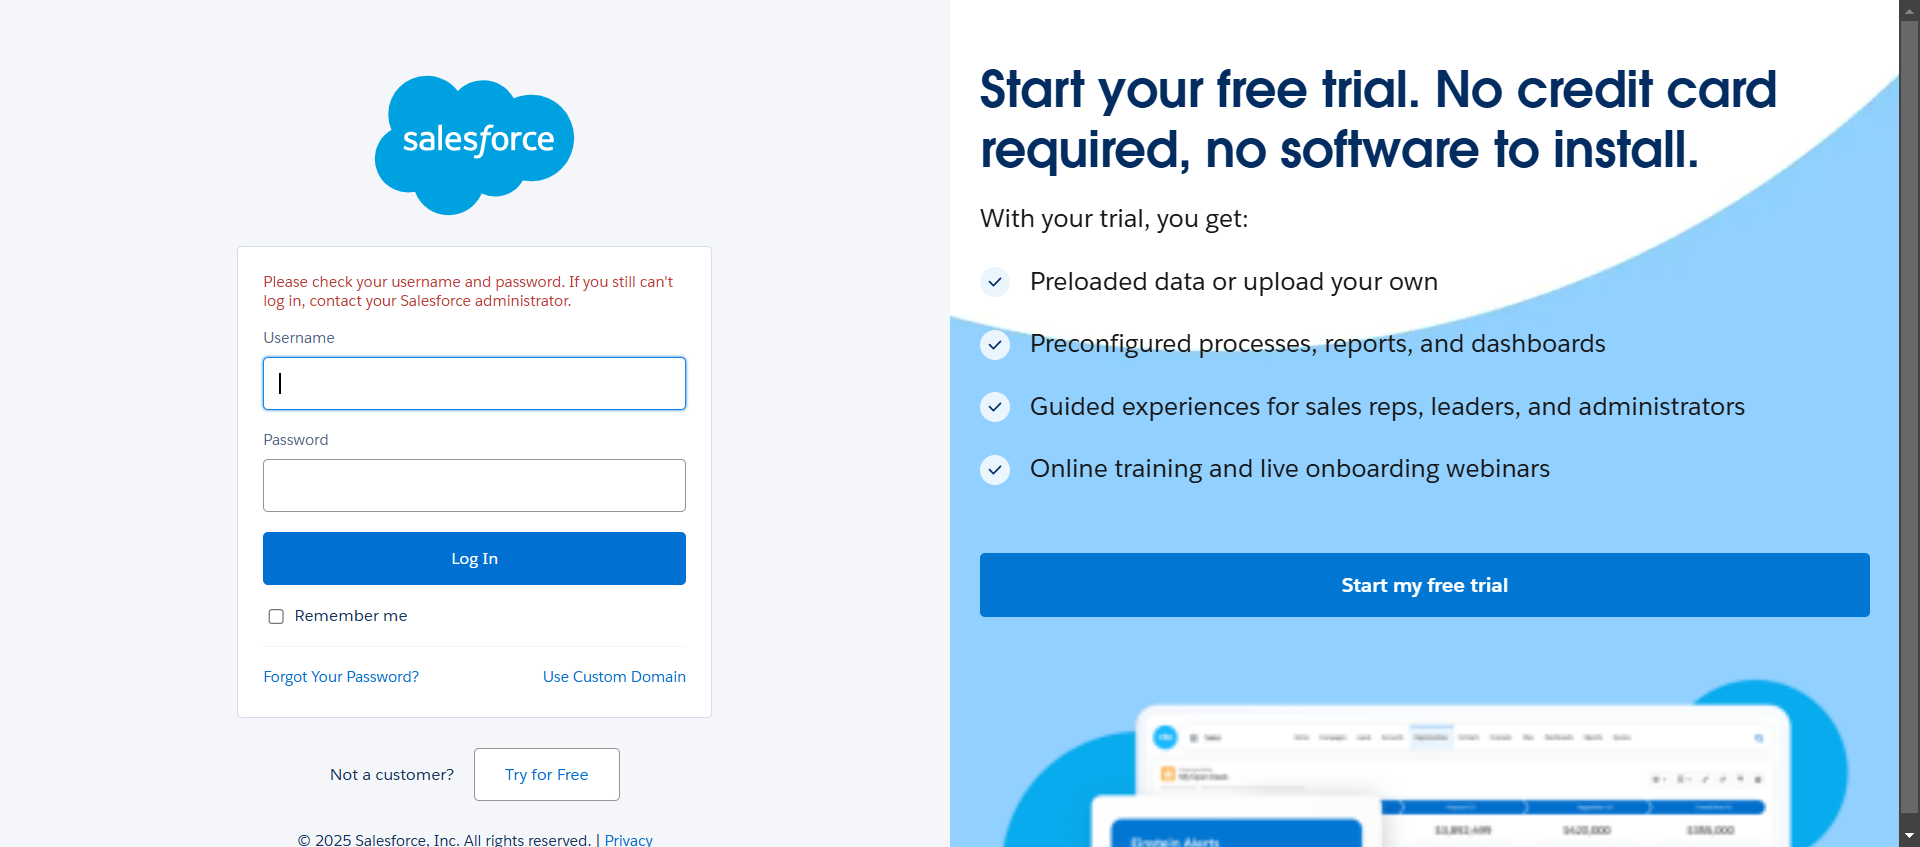 salesforce
Please check your username and password. If you still can't
log in, contact your Salesforce administrator.
Username
Password
Log In
Remember me
Forgot Your Password?
Use Custom Domain
Not a customer?
Try for Free
© 2025 Salesforce, Inc. All rights reserved. | Privacy
Start your free trial. No credit card
required, no software to install.
With your trial, you get:
Preloaded data or upload your own
Preconfigured processes, reports, and dashboards
Guided experiences for sales reps, leaders, and administrators
Online training and live onboarding webinars
Start my free trial
Einstein Alerts